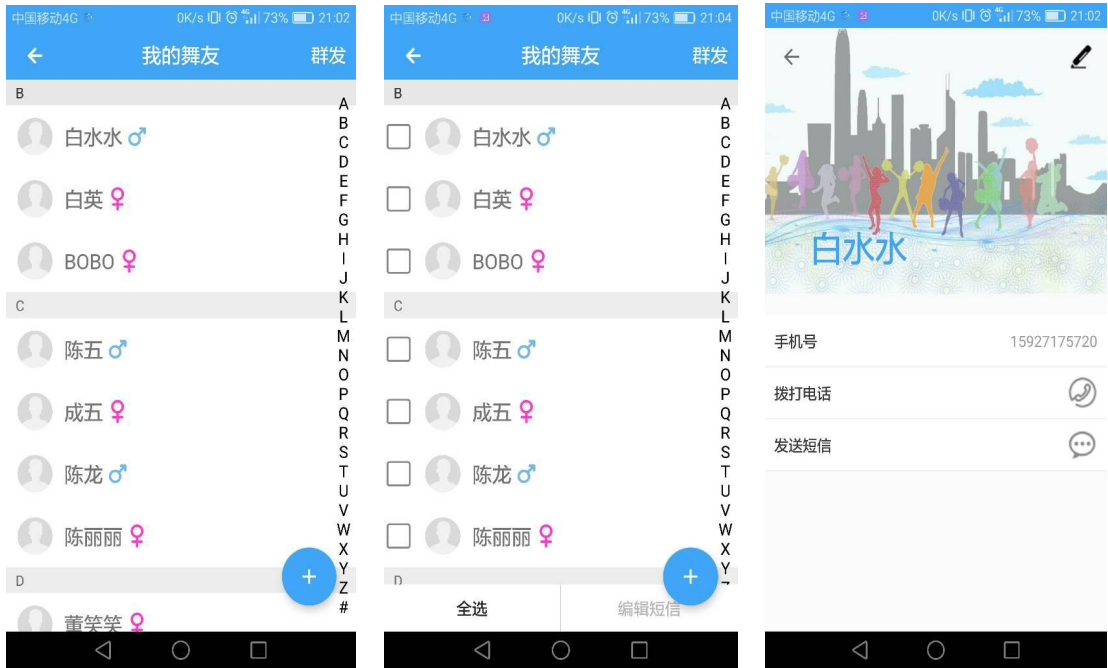 中国移动4G 0K/s 4G 73% 21:02
我的舞友 群发
B
白水水
白英
BOBO
C
陈五
成五
陈龙
陈丽丽
D
董笑笑
A
B
C
D
E
F
G
H
I
J
K
L
M
N
O
P
Q
R
S
T
U
V
W
X
Y
Z
#
中国移动4G 0K/s 4G 73% 21:04
我的舞友 群发
B
白水水
白英
BOBO
C
陈五
成五
陈龙
陈丽丽
D
A
B
C
D
E
F
G
H
I
J
K
L
M
N
O
P
Q
R
S
T
U
V
W
X
Y
全选 编辑短信
中国移动4G 0K/s 4G 73% 21:02
白水水
手机号 15927175720
拨打电话
发送短信